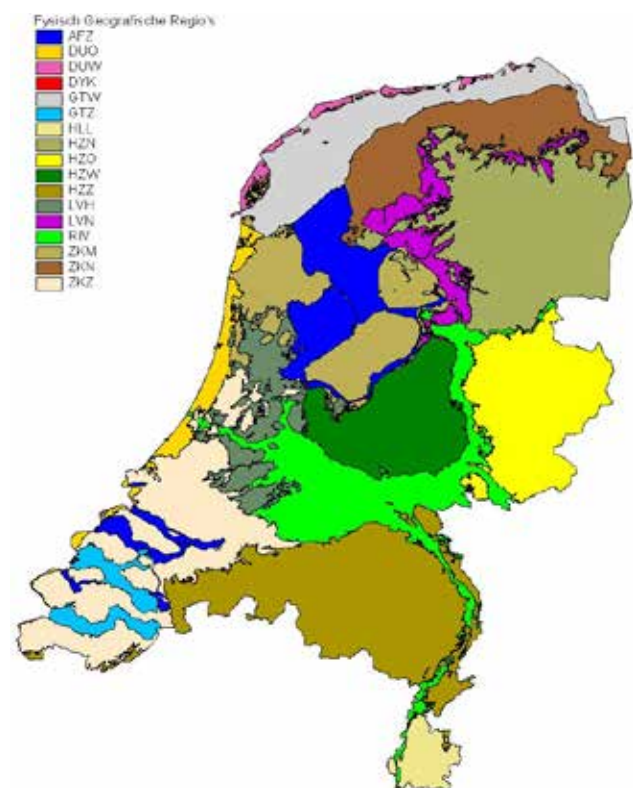 Fysisch Geografische Regio's
AFZ
DUO
DUW
DYK
GTW
GTZ
HLL
HZN
HZO
HZW
HZZ
LVH
LVN
RIV
ZKM
ZKN
ZKZ